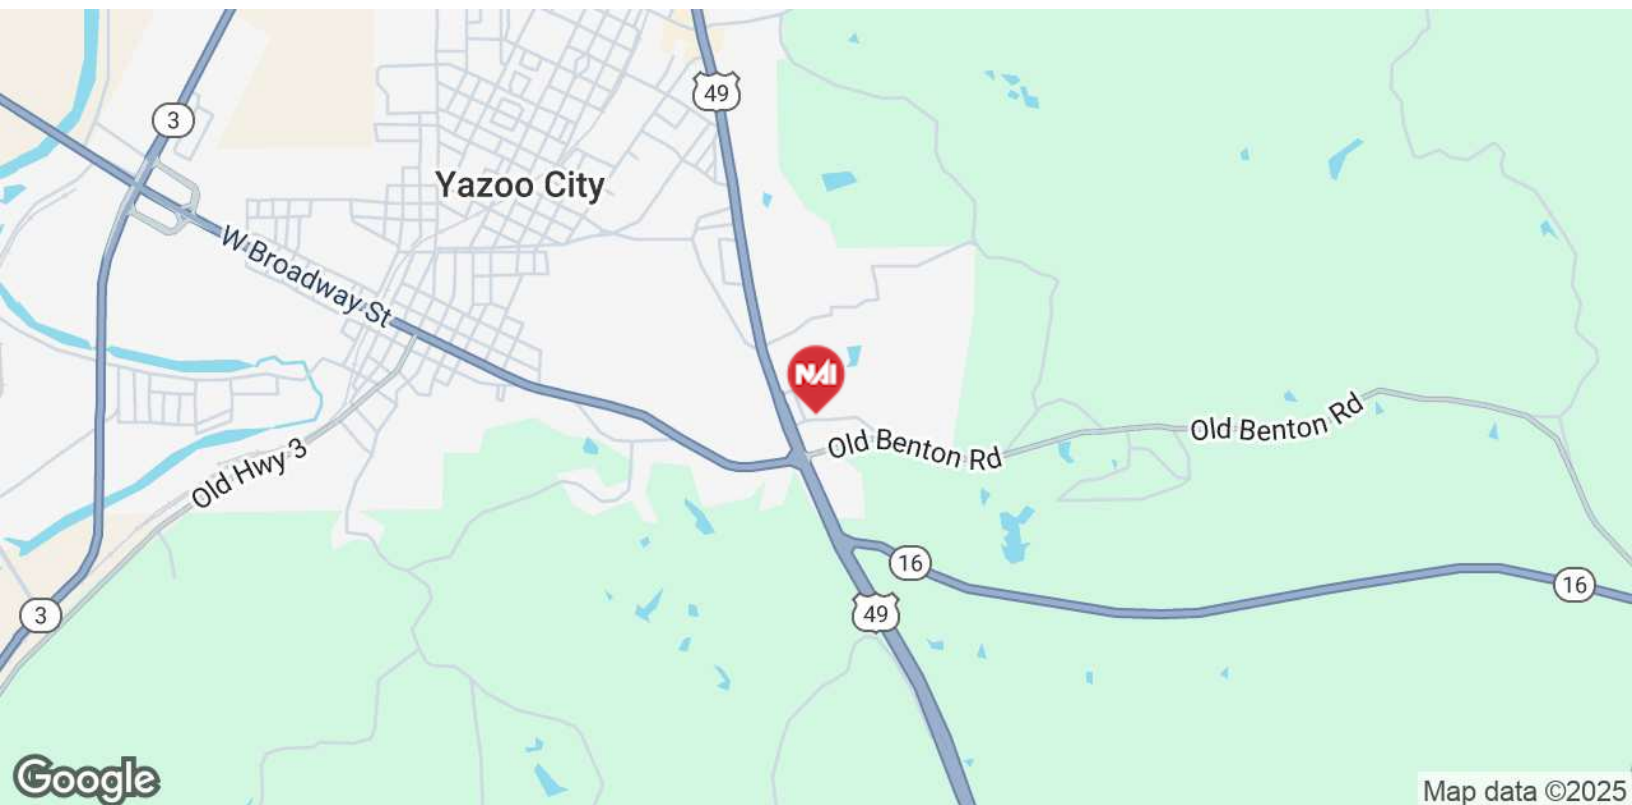 49
3
Yazoo City
W Broadway St
NAI
Old Benton Rd
Old Benton Rd
Old Hwy 3
16
16
49
3
Google
Map data ©2025